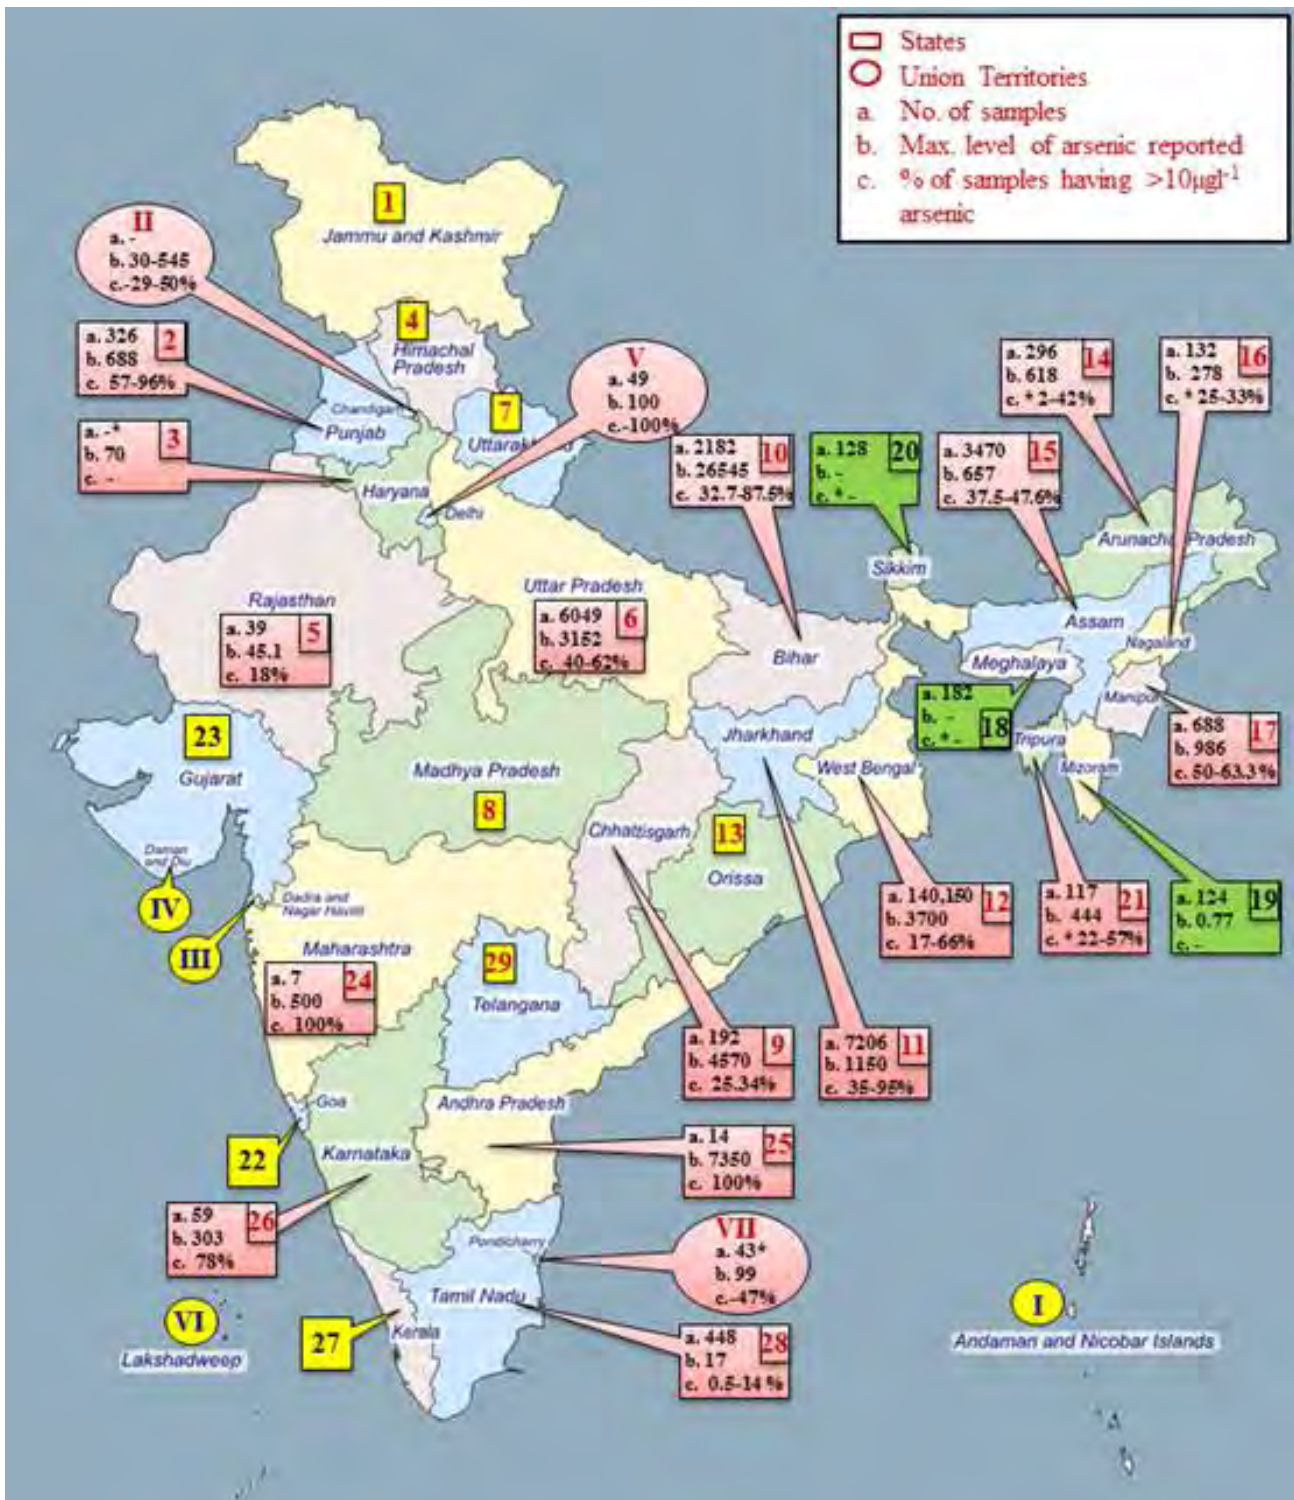 States
Union Territories
a. No. of samples
b. Max. level of arsenic reported
c. % of samples having >10µgl-1
arsenic
1
Jammu and Kashmir
II
a. -
b. 30-545
c.-29-50%
4
Himachal
Pradesh
a. 326 2
b. 688
c. 57-96%
Chandigarh
Punjab
7
V
a. 49
b. 100
c.-100%
a. 296 14
b. 618
c. * 2-42%
a. 132 16
b. 278
c. * 25-33%
a. -* 3
b. 70
c. -
Haryana
Delhi
a. 2182 10
b. 26545
c. 32.7-87.5%
a. 128 20
b. -
c. * -
a. 3470 15
b. 657
c. 37.5-47.6%
Arunachal Pradesh
Sikkim
Rajasthan
a. 39 5
b. 45.1
c. 18%
Uttar Pradesh
a. 6049 6
b. 3152
c. 40-62%
Bihar
Assam
Nagaland
Meghalaya
Manipur
a. 182
b. -
c. * - 18
a. 688 17
b. 986
c. 50-63.3%
23
Gujarat
Madhya Pradesh
8
Jharkhand
West Bengal
Tripura
Mizoram
Chhattisgarh
13
Orissa
Daman
and Diu
IV
Dadra and
Nagar Haveli
III
Maharashtra
a. 7 24
b. 500
c. 100%
29
Telangana
a. 140,150 12
b. 3700
c. 17-66%
a. 117 21
b. 444
c. * 22-57%
a. 124 19
b. 0.77
c. -
a. 192 9
b. 4570
c. 25.34%
a. 7206 11
b. 1150
c. 35-95%
Goa
Andhra Pradesh
22
Karnataka
a. 14 25
b. 7350
c. 100%
a. 59 26
b. 303
c. 78%
Pondicherry
VII
a. 43*
b. 99
c.-47%
VI
Lakshadweep
27
Kerala
Tamil Nadu
a. 448 28
b. 17
c. 0.5-14 %
I
Andaman and Nicobar Islands